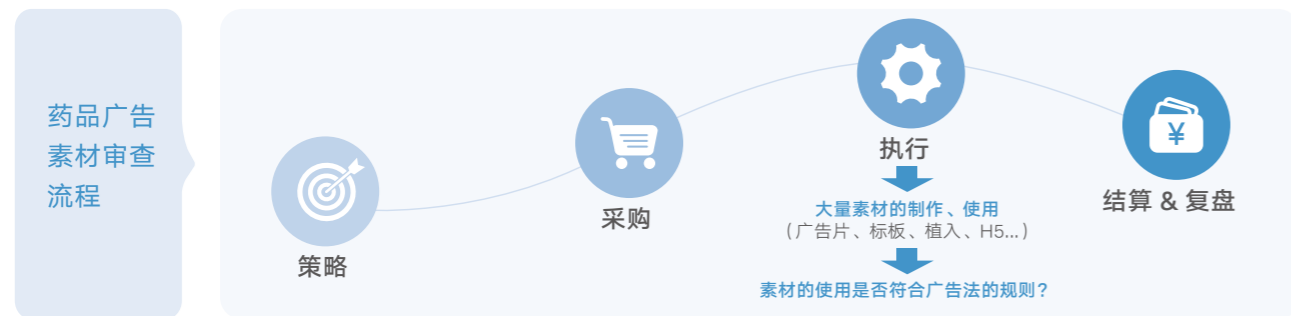 药品广告
素材审查
流程
策略
采购
执行
大量素材的制作、使用
（广告片、标板、植入、H5...）
素材的使用是否符合广告法的规则？
¥
结算 & 复盘